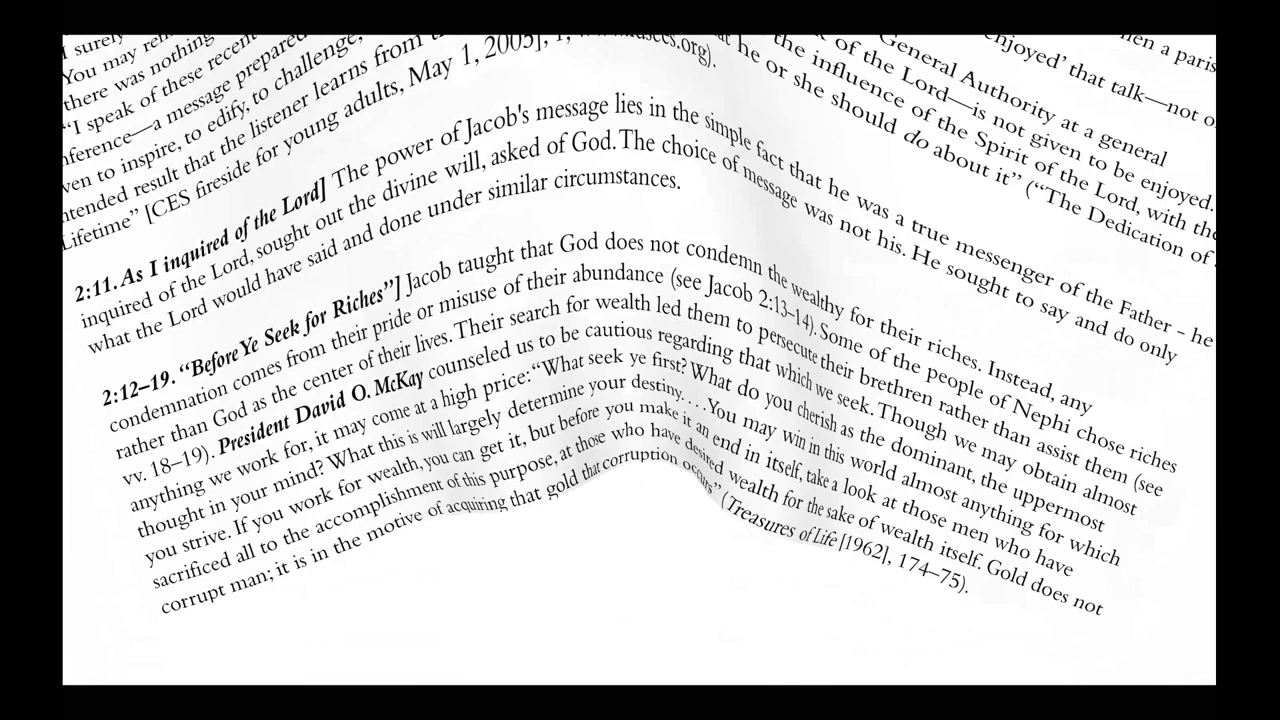 I surely
You may hen a paris
there was nothing enjoyed’ that talk—not o
“I speak of these recent General Authority at a general
nference—a message prepared of the Lord—is not given to be enjoyed.
ven to inspire, to edify, to challenge, the influence of the Spirit of the Lord, with the
ntended result that the listener learns from he or she should do about it” (“The Dedication of
Lifetime” [CES fireside for young adults, May 1, 2005], 1, www.ldsces.org).
2:11. As I inquired of the Lord] The power of Jacob's message lies in the simple fact that he was a true messenger of the Father - he
inquired of the Lord, sought out the divine will, asked of God. The choice of message was not his. He sought to say and do only
what the Lord would have said and done under similar circumstances.
2:12–19. “Before Ye Seek for Riches”] Jacob taught that God does not condemn the wealthy for their riches. Instead, any
condemnation comes from their pride or misuse of their abundance (see Jacob 2:13–14). Some of the people of Nephi chose riches
rather than God as the center of their lives. Their search for wealth led them to persecute their brethren rather than assist them (see
vv. 18–19). President David O. McKay counseled us to be cautious regarding that which we seek. Though we may obtain almost
anything we work for, it may come at a high price: “What seek ye first? What do you cherish as the dominant, the uppermost
thought in your mind? What this is will largely determine your destiny. . . . You may win in this world almost anything for which
you strive. If you work for wealth, you can get it, but before you make it an end in itself, take a look at those men who have
sacrificed all to the accomplishment of this purpose, at those who have desired wealth for the sake of wealth itself. Gold does not
corrupt man; it is in the motive of acquiring that gold that corruption occurs” (Treasures of Life [1962], 174–75).